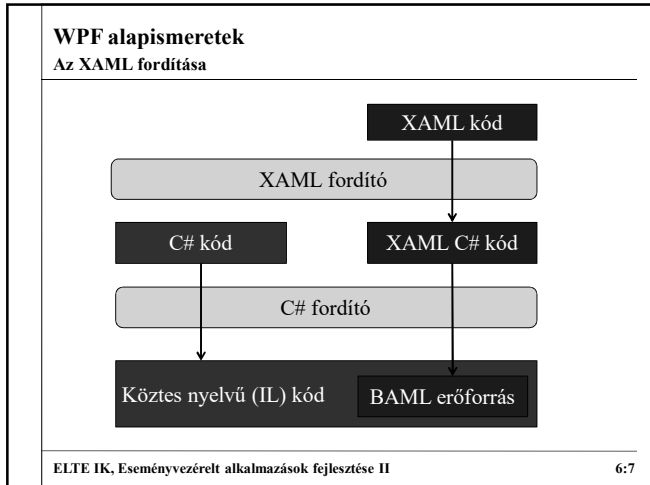 WPF alapismeretek
Az XAML fordítása
XAML kód
XAML fordító
C# kód
XAML C# kód
C# fordító
Köztes nyelvű (IL) kód
BAML erőforrás
ELTE IK, Eseményvezérelt alkalmazások fejlesztése II
6:7